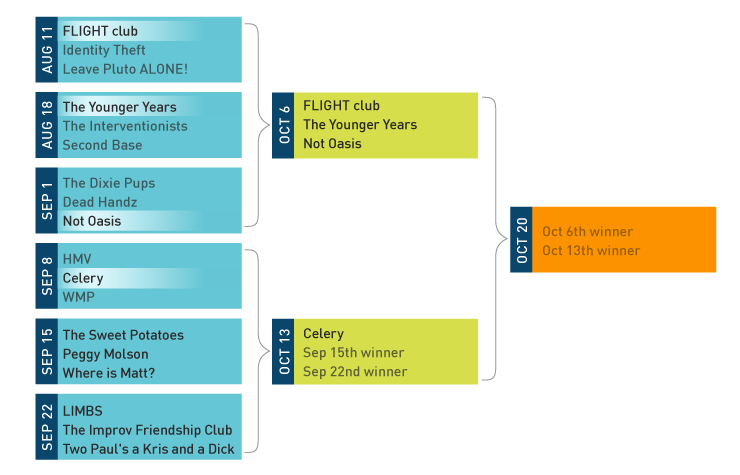 AUG 11
FLIGHT club
Identity Theft
Leave Pluto ALONE!
AUG 18
The Younger Years
The Interventionists
Second Base
SEP 1
The Dixie Pups
Dead Handz
Not Oasis
SEP 8
HMV
Celery
WMP
SEP 15
The Sweet Potatoes
Peggy Molson
Where is Matt?
SEP 22
LIMBS
The Improv Friendship Club
Two Paul's a Kris and a Dick
OCT 6
FLIGHT club
The Younger Years
Not Oasis
OCT 13
Celery
Sep 15th winner
Sep 22nd winner
OCT 20
Oct 6th winner
Oct 13th winner